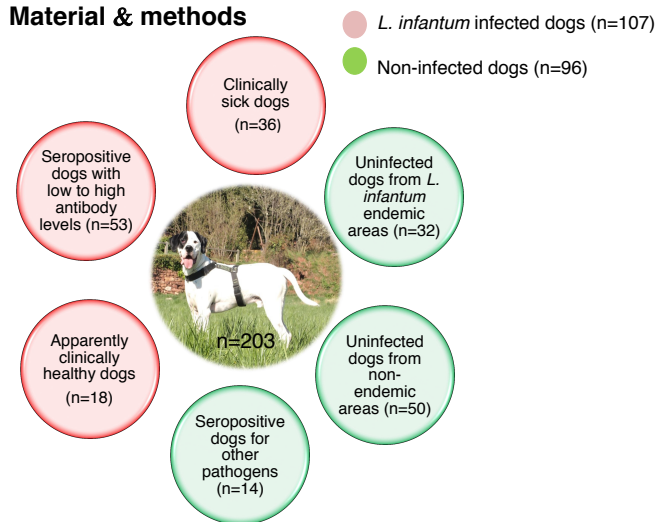 Material & methods
L. infantum infected dogs (n=107)
Non-infected dogs (n=96)
Clinically
sick dogs
(n=36)
Seropositive
dogs with
low to high
antibody
levels (n=53)
Uninfected
dogs from L.
infantum
endemic
areas (n=32)
n=203
Apparently
clinically
healthy dogs
(n=18)
Uninfected
dogs from
non-
endemic
areas (n=50)
Seropositive
dogs for
other
pathogens
(n=14)